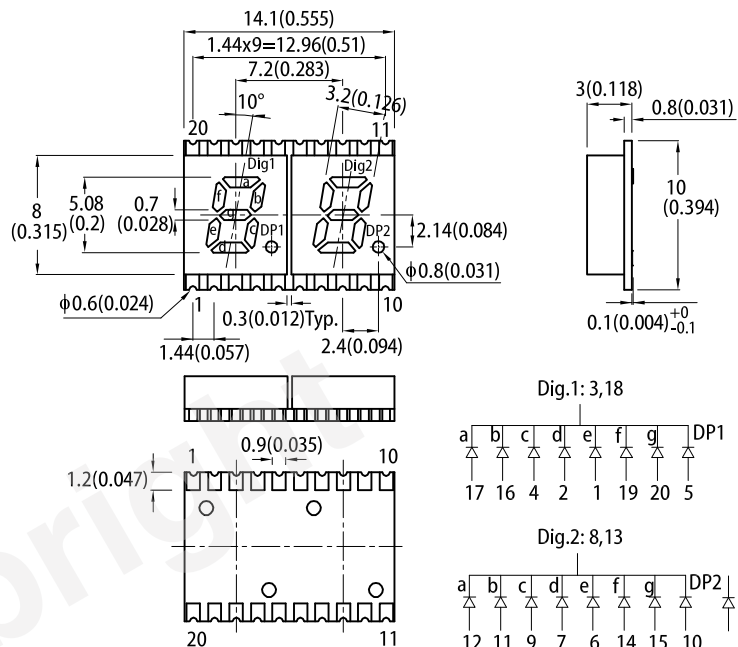 14.1(0.555)
1.44x9=12.96(0.51)
7.2(0.283)
10°
3.2(0.126)
20
11
Dig1
Dig2
a
f
b
g
e
c
d
DP1
DP2
8
(0.315)
5.08
(0.2)
0.7
(0.028)
2.14(0.084)
ϕ0.8(0.031)
ϕ0.6(0.024)
1
10
0.3(0.012)Typ.
2.4(0.094)
1.44(0.057)
3(0.118)
0.8(0.031)
10
(0.394)
0.1(0.004)+0 -0.1
1
0.9(0.035)
10
1.2(0.047)
20
11
Dig.1: 3,18
a b c d e f g DP1
17 16 4 2 1 19 20 5
Dig.2: 8,13
a b c d e f g DP2
12 11 9 7 6 14 15 10
bright